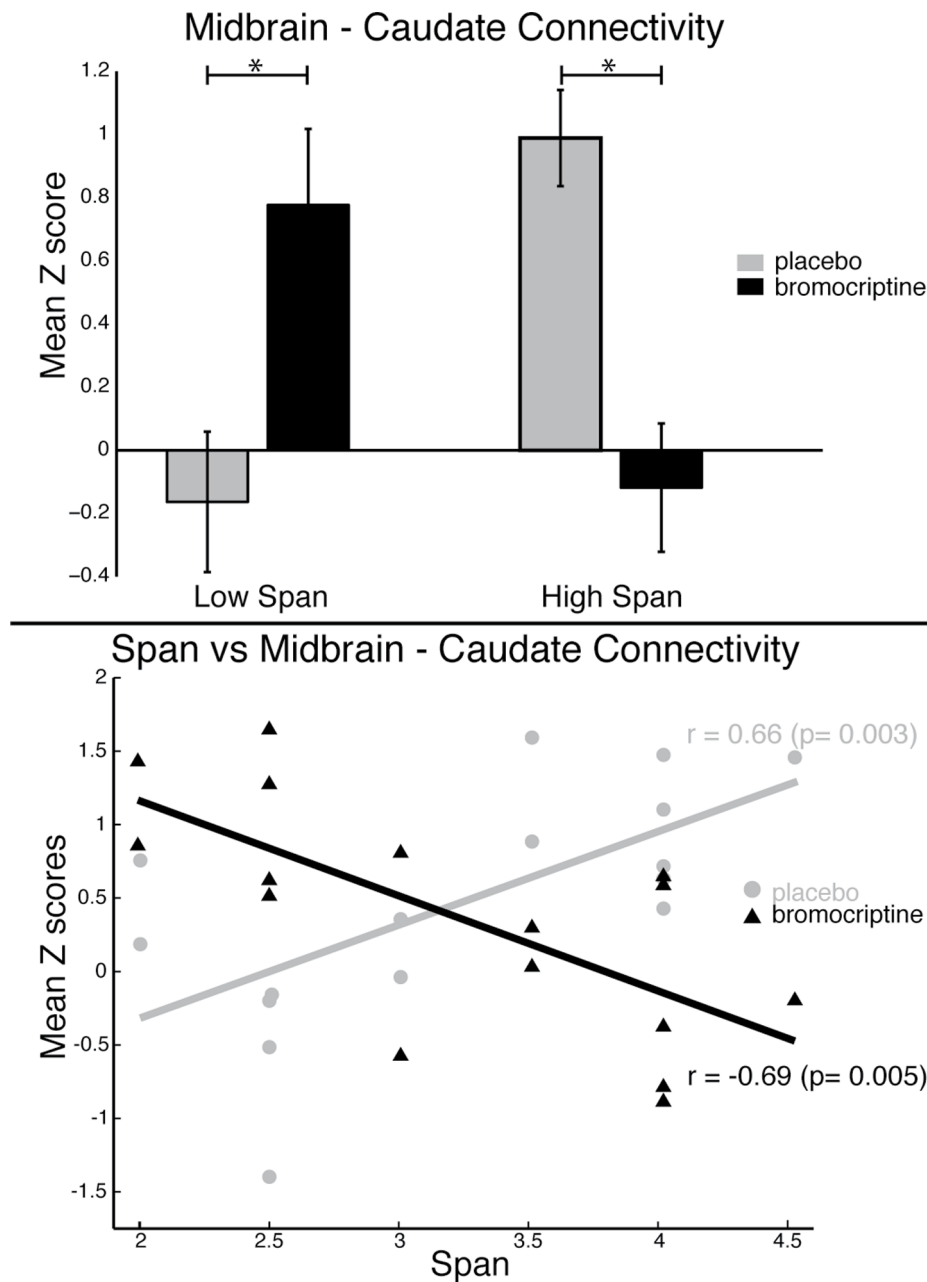 Midbrain - Caudate Connectivity
*
*
1.2
1
0.8
0.6
0.4
0.2
0
−0.2
−0.4
Mean Z score
placebo
bromocriptine
Low Span
High Span
Span vs Midbrain - Caudate Connectivity
2
1.5
1
0.5
0
-0.5
-1
-1.5
Mean Z scores
r = 0.66 (p= 0.003)
placebo
bromocriptine
r = -0.69 (p= 0.005)
2
2.5
3
3.5
4
4.5
Span